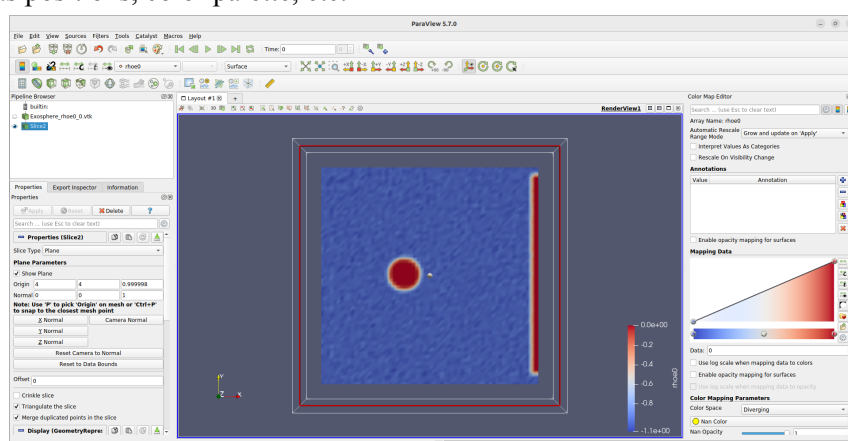 as positions, color palette, etc.
ParaView 5.7.0
File Edit View Sources Filters Tools Catalyst Macros Help
Time: 0
rhoe0
Surface
Pipeline Browser
builtin:
Exosphere_rhoe0_0.vtk
Slice2
Properties Export Inspector Information
Properties
Apply Reset Delete ?
Search ... (use Esc to clear text)
Properties (Slice2)
Slice Type Plane
Plane Parameters
Show Plane
Origin 4 4 0.999998
Normal 0 0 1
Note: Use 'P' to pick 'Origin' on mesh or 'Ctrl+P'
to snap to the closest mesh point
X Normal Camera Normal
Y Normal
Z Normal
Reset Camera to Normal
Reset to Data Bounds
Offset 0
Crinkle slice
Triangulate the slice
Merge duplicated points in the slice
Display (GeometryRepre:
Layout #1 +
3D
RenderView1
Y
Z X
0.0e+00
-0.2
-0.4
-0.6
-0.8
-1.1e+00
rhoe0
Color Map Editor
Search ... (use Esc to clear text)
Array Name: rhoe0
Automatic Rescale
Range Mode Grow and update on 'Apply'
Interpret Values As Categories
Rescale On Visibility Change
Annotations
Value Annotation
Enable opacity mapping for surfaces
Mapping Data
Data: 0
Use log scale when mapping data to colors
Enable opacity mapping for surfaces
Use log scale when mapping data to opacity
Color Mapping Parameters
Color Space Diverging
Nan Color
Nan Opacity 1